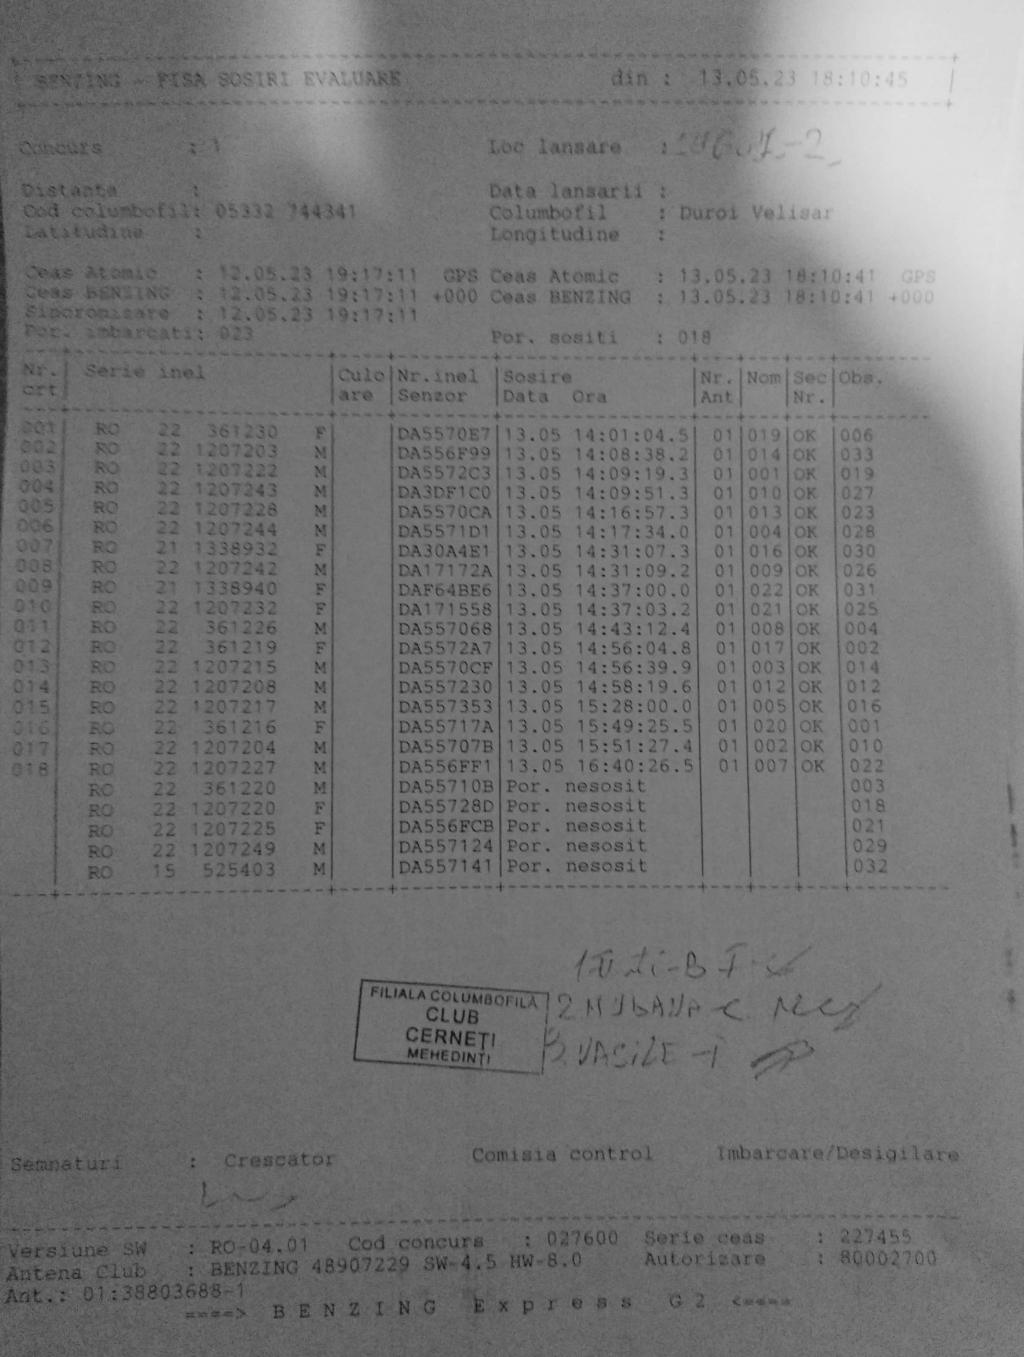 BENZING - FISA SOSIRI EVALUARE din : 13.05.23 18:10:45
Concurs : 1 Loc lansare :
Distanta : Data lansarii :
Cod columbofil: 05332 744341 Columbofil : Duroi Velisar
Latitudine : Longitudine :
Ceas Atomic : 12.05.23 19:17:11 GPS Ceas Atomic : 13.05.23 18:10:41 GPS
Ceas BENZING : 12.05.23 19:17:11 +000 Ceas BENZING : 13.05.23 18:10:41 +000
Sincronizare : 12.05.23 19:17:11
Por. imbarcati: 023 Por. sositi : 018
Nr. Serie inel Culo Nr.inel Sosire Nr. Nom Sec Obs.
crt are Senzor Data Ora Ant Nr.
001 RO 22 361230 F DA5570E7 13.05 14:01:04.5 01 019 OK 006
002 RO 22 1207203 M DA556F99 13.05 14:08:38.2 01 014 OK 033
003 RO 22 1207222 M DA5572C3 13.05 14:09:19.3 01 001 OK 019
004 RO 22 1207243 M DA3DF1C0 13.05 14:09:51.3 01 010 OK 027
005 RO 22 1207228 M DA5570CA 13.05 14:16:57.3 01 013 OK 023
006 RO 22 1207244 M DA5571D1 13.05 14:17:34.0 01 004 OK 028
007 RO 21 1338932 F DA30A4E1 13.05 14:31:07.3 01 016 OK 030
008 RO 22 1207242 M DA17172A 13.05 14:31:09.2 01 009 OK 026
009 RO 21 1338940 F DAF64BE6 13.05 14:37:00.0 01 022 OK 031
010 RO 22 1207232 F DA171558 13.05 14:37:03.2 01 021 OK 025
011 RO 22 361226 M DA557068 13.05 14:43:12.4 01 008 OK 004
012 RO 22 361219 F DA5572A7 13.05 14:56:04.8 01 017 OK 002
013 RO 22 1207215 M DA5570CF 13.05 14:56:39.9 01 003 OK 014
014 RO 22 1207208 M DA557230 13.05 14:58:19.6 01 012 OK 012
015 RO 22 1207217 M DA557353 13.05 15:28:00.0 01 005 OK 016
016 RO 22 361216 F DA55717A 13.05 15:49:25.5 01 020 OK 001
017 RO 22 1207204 M DA55707B 13.05 15:51:27.4 01 002 OK 010
018 RO 22 1207227 M DA556FF1 13.05 16:40:26.5 01 007 OK 022
RO 22 361220 M DA55710B Por. nesosit 003
RO 22 1207220 F DA55728D Por. nesosit 018
RO 22 1207225 F DA556FCB Por. nesosit 021
RO 22 1207249 M DA557124 Por. nesosit 029
RO 15 525403 M DA557141 Por. nesosit 032
FILIALA COLUMBOFILĂ
CLUB
CERNEȚI
MEHEDINȚI
3. VASILE - I
Semnaturi : Crescator Comisia control Imbarcare/Desigilare
Versiune SW : RO-04.01 Cod concurs : 027600 Serie ceas : 227455
Antena Club : BENZING 48907229 SW-4.5 HW-8.0 Autorizare : 80002700
Ant.: 01:38803688-1
====> B E N Z I N G E x p r e s s G 2 <====